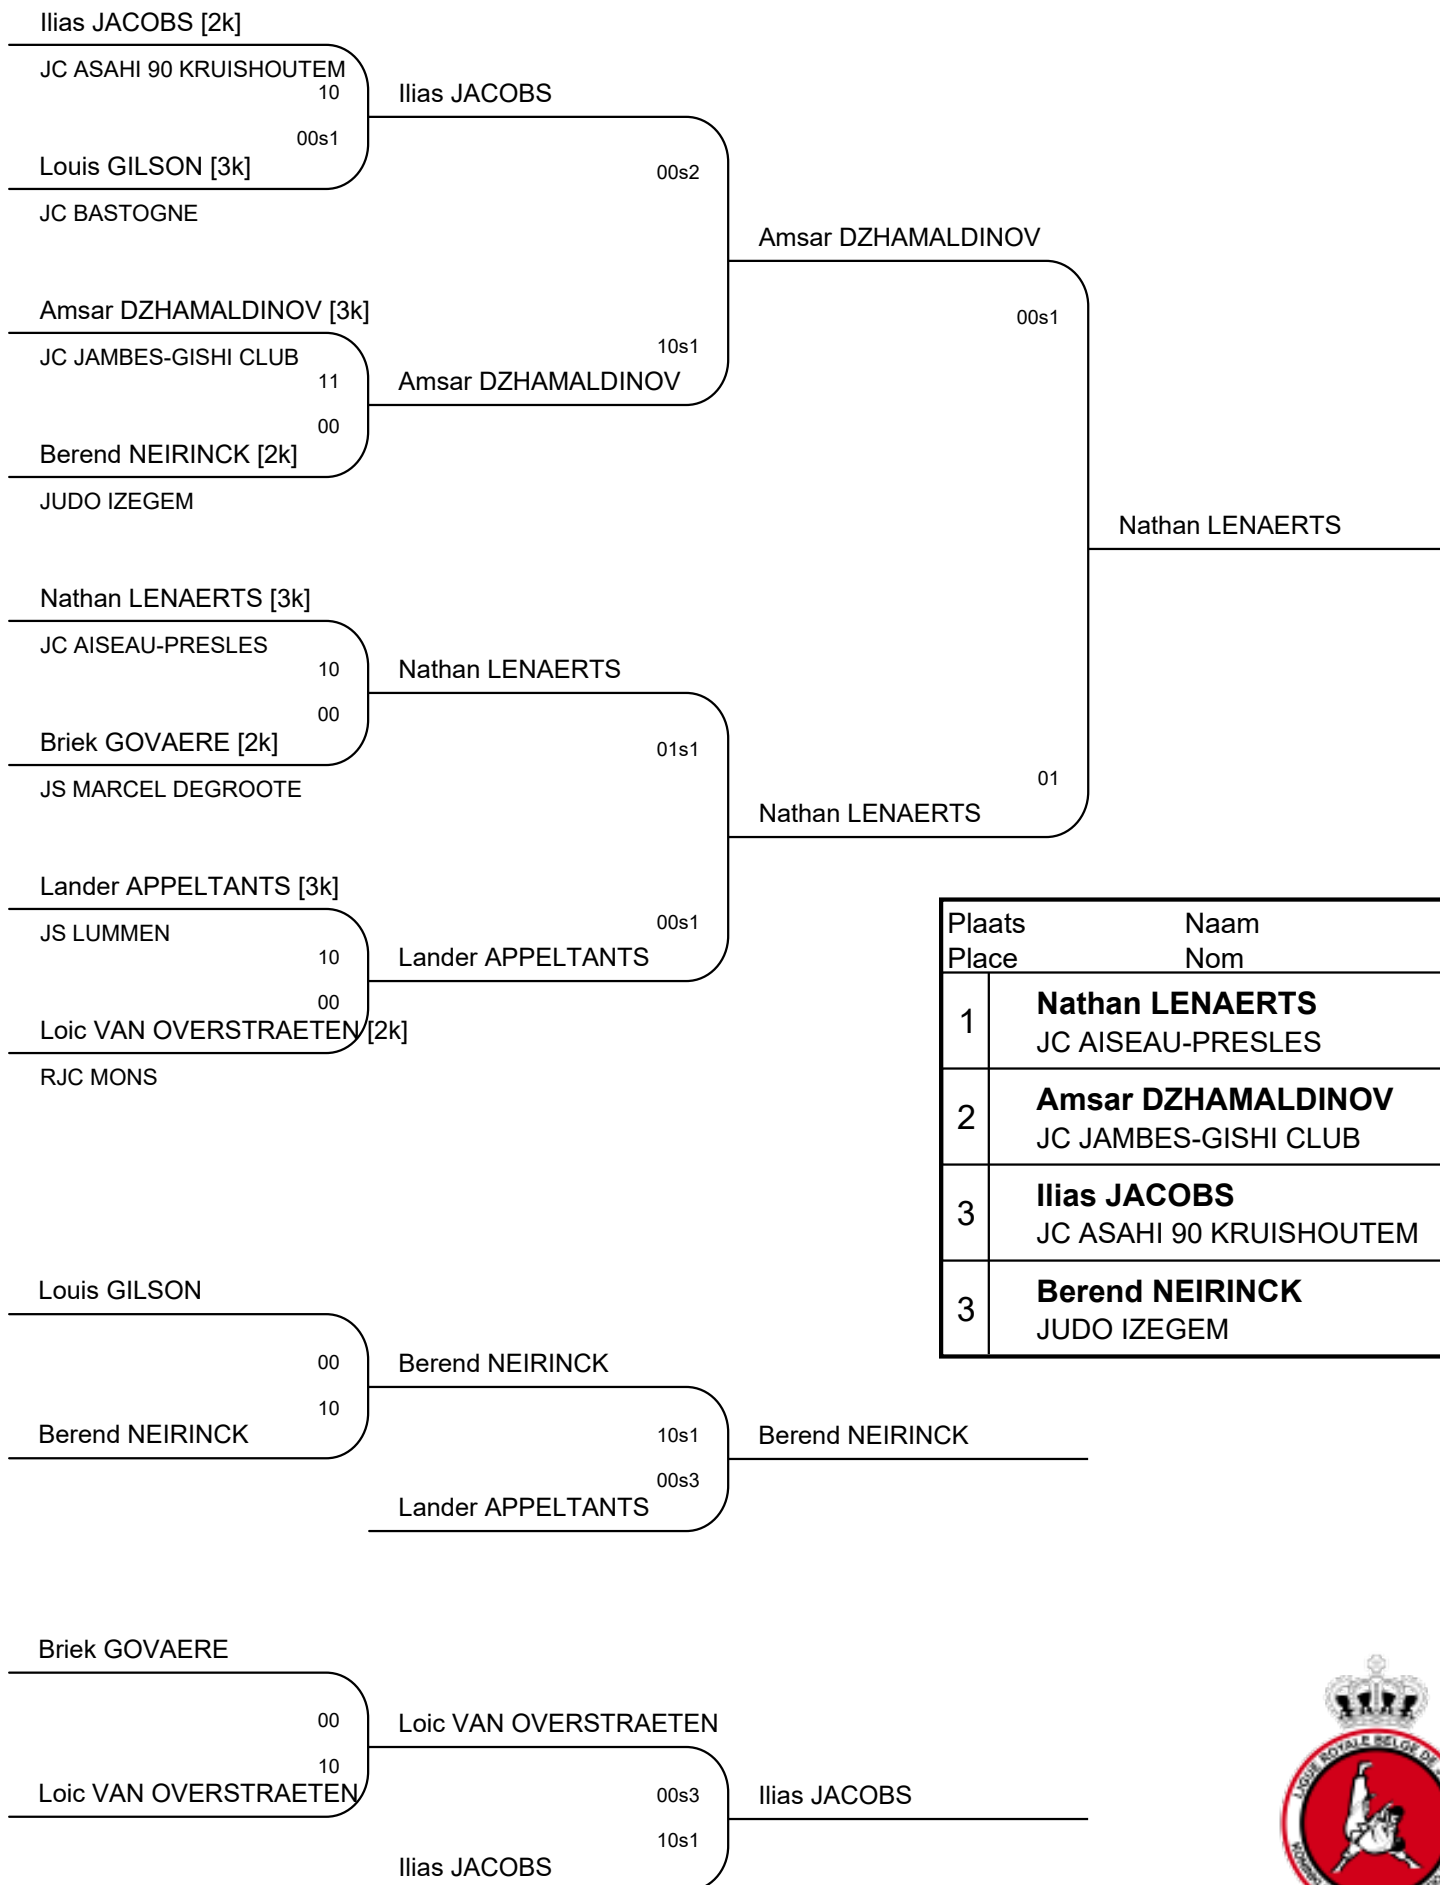 Ilias JACOBS [2k]
JC ASAHI 90 KRUISHOUTEM
10
Ilias JACOBS
00s1
Louis GILSON [3k]
00s2
JC BASTOGNE
Amsar DZHAMALDINOV
Amsar DZHAMALDINOV [3k]
00s1
JC JAMBES-GISHI CLUB
10s1
11
Amsar DZHAMALDINOV
00
Berend NEIRINCK [2k]
JUDO IZEGEM
Nathan LENAERTS
Nathan LENAERTS [3k]
JC AISEAU-PRESLES
10
Nathan LENAERTS
00
Briek GOVAERE [2k]
01s1
JS MARCEL DEGROOTE
01
Nathan LENAERTS
Lander APPELTANTS [3k]
JS LUMMEN
00s1
10
Lander APPELTANTS
00
Loic VAN OVERSTRAETEN [2k]
RJC MONS
Plaats Naam
Place Nom
1 Nathan LENAERTS
JC AISEAU-PRESLES
2 Amsar DZHAMALDINOV
JC JAMBES-GISHI CLUB
3 Ilias JACOBS
JC ASAHI 90 KRUISHOUTEM
3 Berend NEIRINCK
JUDO IZEGEM
Louis GILSON
00
Berend NEIRINCK
10
Berend NEIRINCK
10s1
Berend NEIRINCK
00s3
Lander APPELTANTS
Briek GOVAERE
00
Loic VAN OVERSTRAETEN
10
Loic VAN OVERSTRAETEN
00s3
Ilias JACOBS
10s1
Ilias JACOBS
LIGUE ROYALE BELGE DE